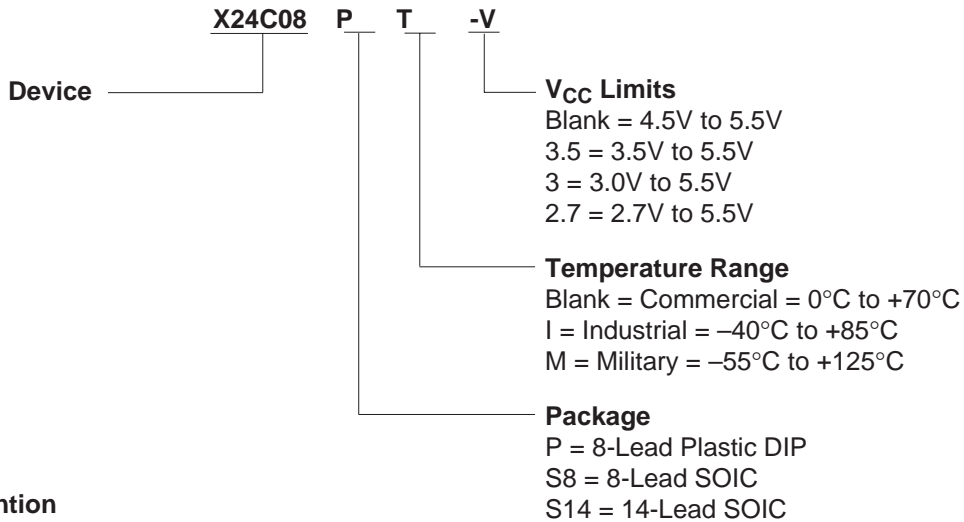 X24C08 P T -V
Device
V_CC Limits
Blank = 4.5V to 5.5V
3.5 = 3.5V to 5.5V
3 = 3.0V to 5.5V
2.7 = 2.7V to 5.5V
Temperature Range
Blank = Commercial = 0°C to +70°C
I = Industrial = –40°C to +85°C
M = Military = –55°C to +125°C
Package
P = 8-Lead Plastic DIP
S8 = 8-Lead SOIC
S14 = 14-Lead SOIC